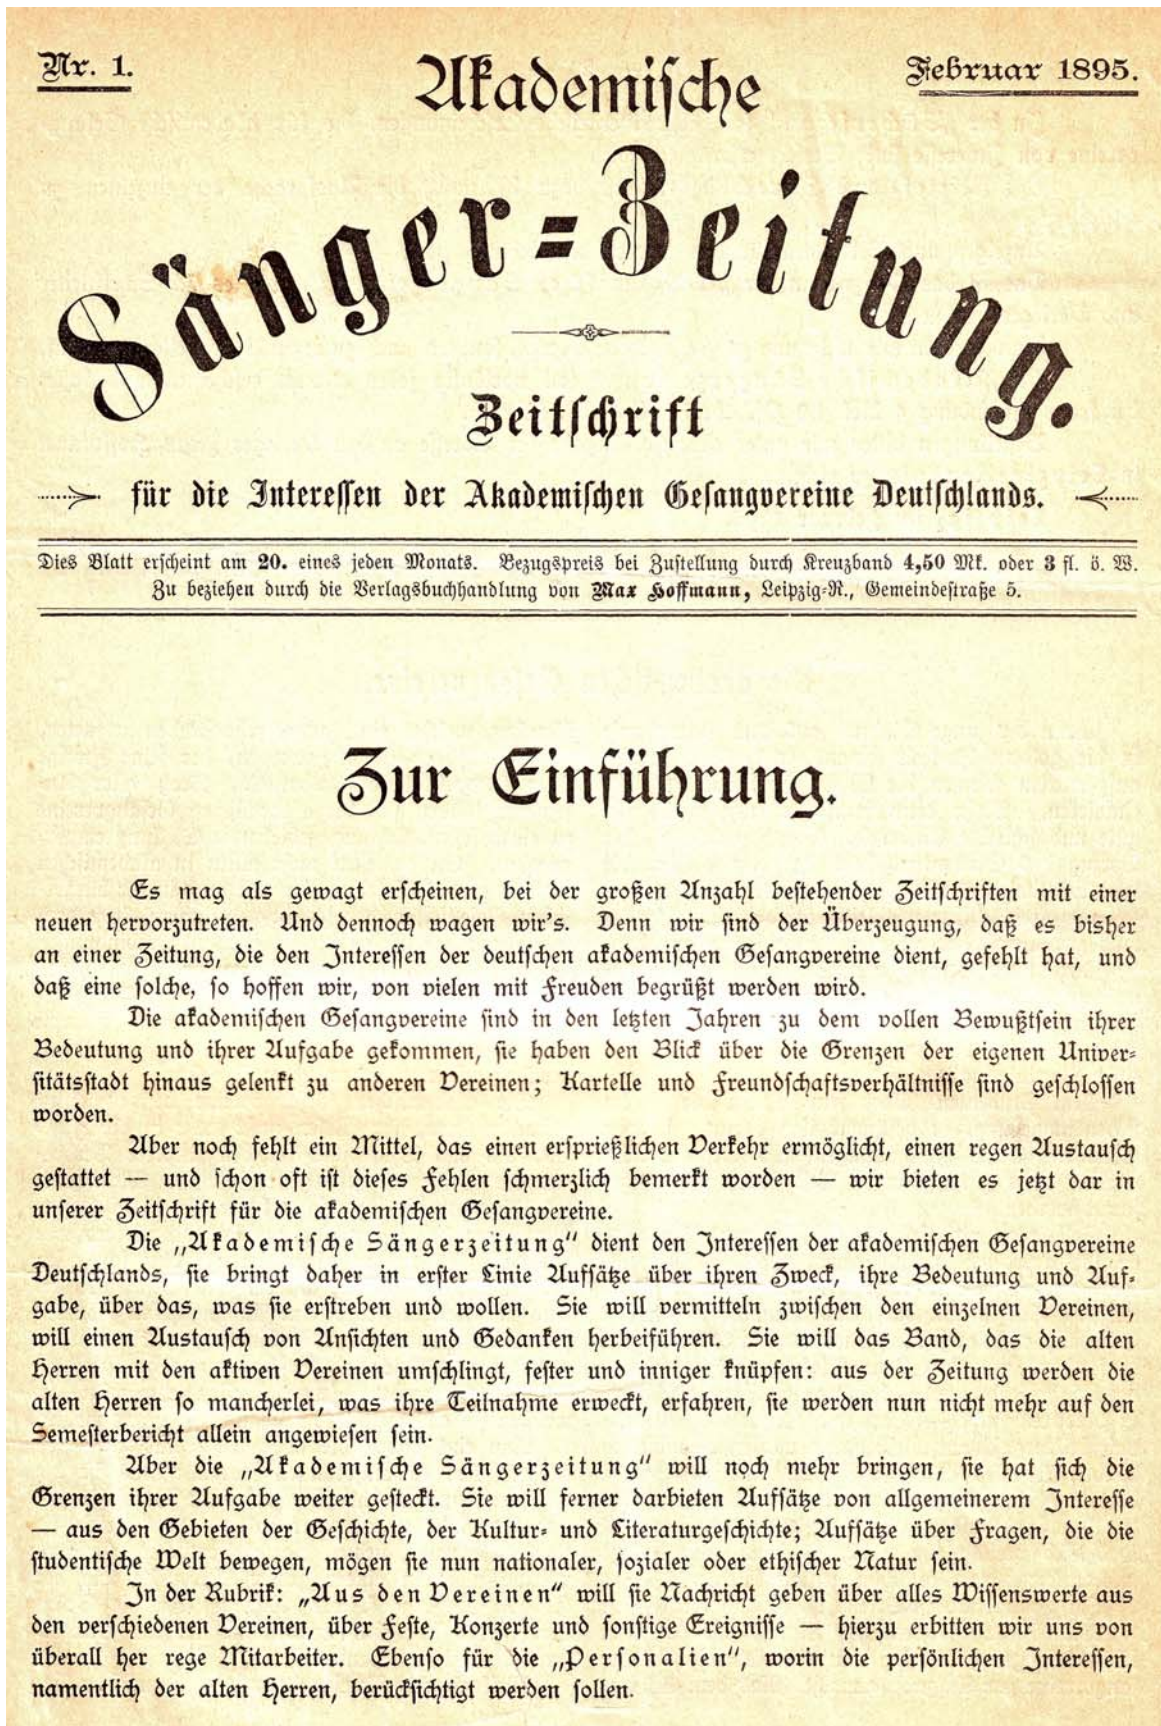 Nr. 1.
Akademische
Februar 1895.
Sänger=Zeitung.
Zeitschrift
für die Interessen der Akademischen Gesangvereine Deutschlands.
Dies Blatt erscheint am 20. eines jeden Monats. Bezugspreis bei Zustellung durch Kreuzband 4,50 Mk. oder 3 fl. ö. W.
Zu beziehen durch die Verlagsbuchhandlung von Max Hoffmann, Leipzig=R., Gemeindestraße 5.
Zur Einführung.
Es mag als gewagt erscheinen, bei der großen Anzahl bestehender Zeitschriften mit einer
neuen hervorzutreten. Und dennoch wagen wir's. Denn wir sind der Überzeugung, daß es bisher
an einer Zeitung, die den Interessen der deutschen akademischen Gesangvereine dient, gefehlt hat, und
daß eine solche, so hoffen wir, von vielen mit Freuden begrüßt werden wird.
Die akademischen Gesangvereine sind in den letzten Jahren zu dem vollen Bewußtsein ihrer
Bedeutung und ihrer Aufgabe gekommen, sie haben den Blick über die Grenzen der eigenen Univer=
sitätsstadt hinaus gelenkt zu anderen Vereinen; Kartelle und Freundschaftsverhältnisse sind geschlossen
worden.
Aber noch fehlt ein Mittel, das einen ersprießlichen Verkehr ermöglicht, einen regen Austausch
gestattet — und schon oft ist dieses Fehlen schmerzlich bemerkt worden — wir bieten es jetzt dar in
unserer Zeitschrift für die akademischen Gesangvereine.
Die „Akademische Sängerzeitung" dient den Interessen der akademischen Gesangvereine
Deutschlands, sie bringt daher in erster Linie Aufsätze über ihren Zweck, ihre Bedeutung und Auf=
gabe, über das, was sie erstreben und wollen. Sie will vermitteln zwischen den einzelnen Vereinen,
will einen Austausch von Ansichten und Gedanken herbeiführen. Sie will das Band, das die alten
Herren mit den aktiven Vereinen umschlingt, fester und inniger knüpfen: aus der Zeitung werden die
alten Herren so mancherlei, was ihre Teilnahme erweckt, erfahren, sie werden nun nicht mehr auf den
Semesterbericht allein angewiesen sein.
Aber die „Akademische Sängerzeitung" will noch mehr bringen, sie hat sich die
Grenzen ihrer Aufgabe weiter gesteckt. Sie will ferner darbieten Aufsätze von allgemeinerem Interesse
— aus den Gebieten der Geschichte, der Kultur= und Literaturgeschichte; Aufsätze über Fragen, die die
studentische Welt bewegen, mögen sie nun nationaler, sozialer oder ethischer Natur sein.
In der Rubrik: „Aus den Vereinen" will sie Nachricht geben über alles Wissenswerte aus
den verschiedenen Vereinen, über Feste, Konzerte und sonstige Ereignisse — hierzu erbitten wir uns von
überall her rege Mitarbeiter. Ebenso für die „Personalien", worin die persönlichen Interessen,
namentlich der alten Herren, berücksichtigt werden sollen.